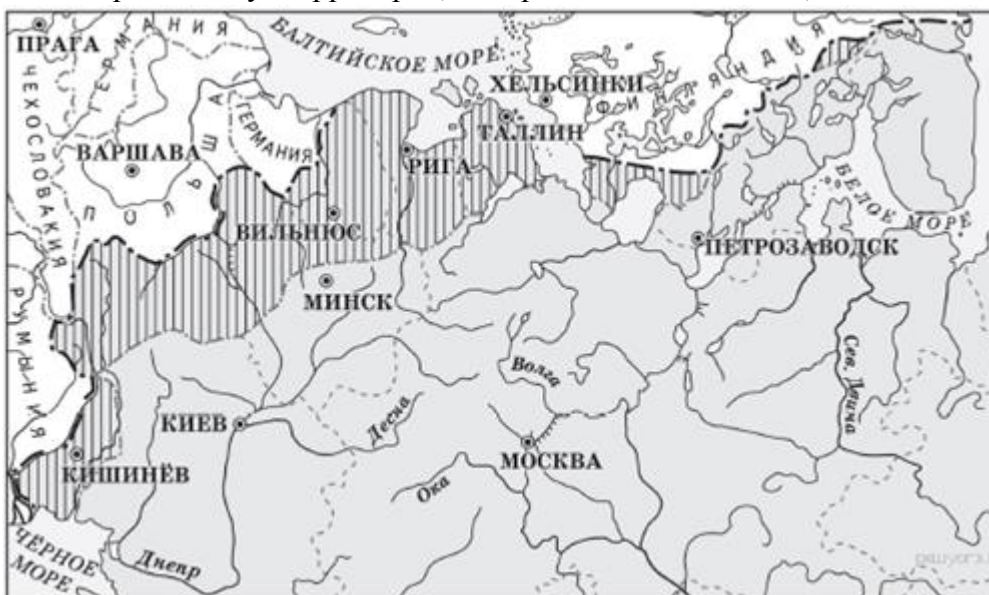 ПРАГА
ГЕРМАНИЯ
БАЛТИЙСКОЕ МОРЕ
ЧЕХОСЛОВАКИЯ
ХЕЛЬСИНКИ
ФИНЛЯНДИЯ
ГЕРМАНИЯ
ТАЛЛИН
ВАРШАВА
РИГА
ПОЛЬША
БЕЛОЕ МОРЕ
ВИЛЬНЮС
ПЕТРОЗАВОДСК
МИНСК
РУМЫНИЯ
Сев. Двина
Волга
КИЕВ
Десна
МОСКВА
КИШИНЁВ
Ока
ЧЁРНОЕ
МОРЕ
Днепр